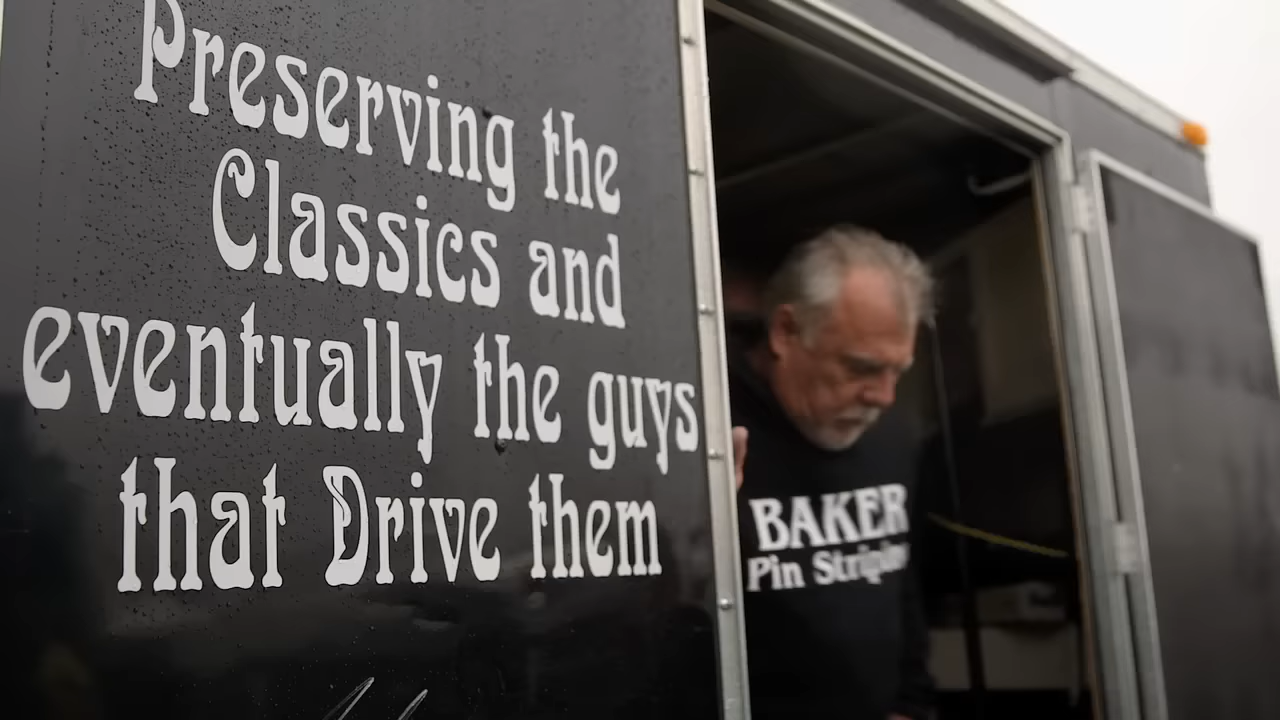 Preserving the
Classics and
eventually the guys
that Drive them
BAKER
Pin Striping